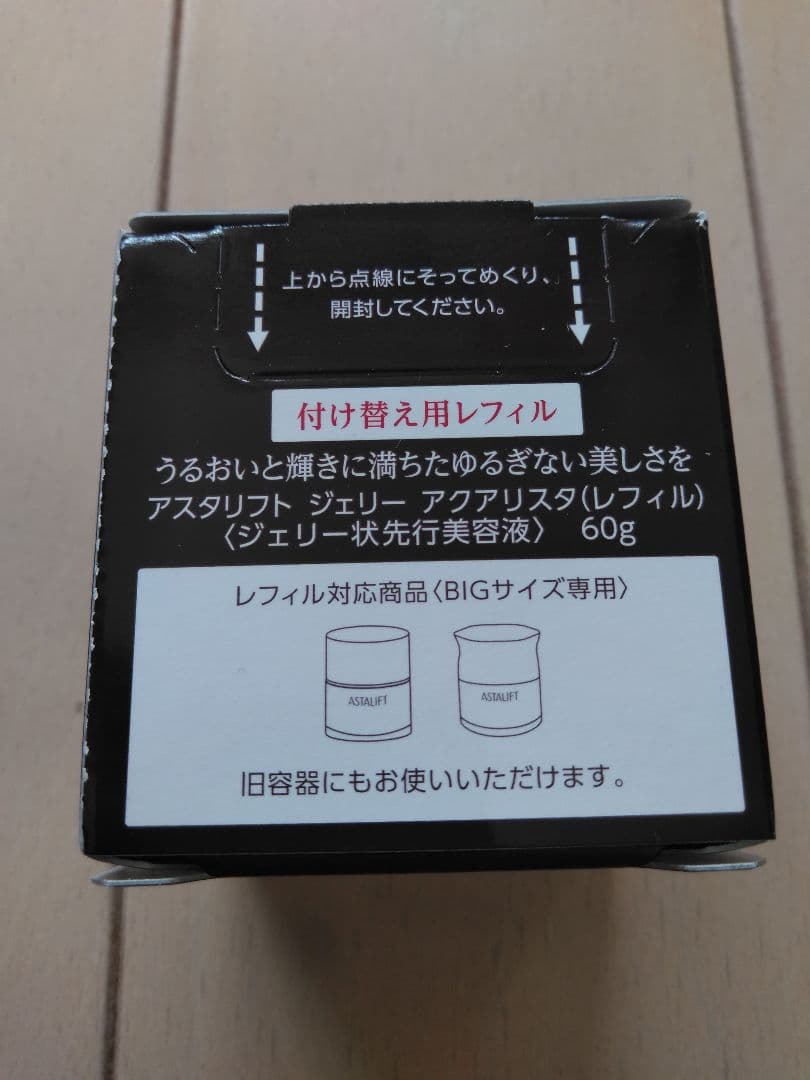 上から点線にそってめくり、
開封してください。
付け替え用レフィル
うるおいと輝きに満ちたゆるぎない美しさを
アスタリフト ジェリー アクアリスタ(レフィル)
〈ジェリー状先行美容液〉 60g
レフィル対応商品〈BIGサイズ専用〉
ASTALIFT
ASTALIFT
旧容器にもお使いいただけます。